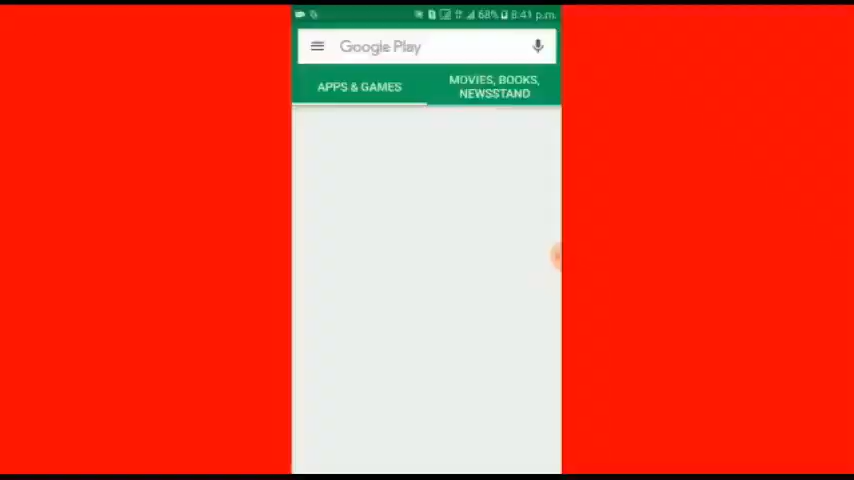 68% 8:41 p.m.
Google Play
APPS & GAMES
MOVIES, BOOKS,
NEWSSTAND